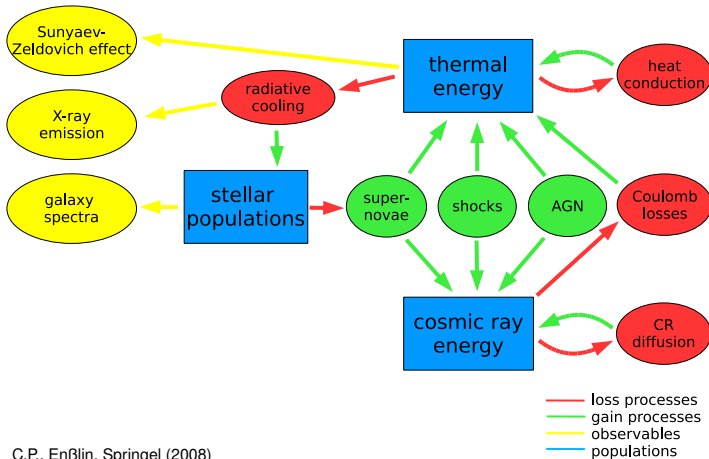 Sunyaev-
Zeldovich effect
thermal
energy
heat
conduction
radiative
cooling
X-ray
emission
galaxy
spectra
stellar
populations
super-
novae
shocks
AGN
Coulomb
losses
cosmic ray
energy
CR
diffusion
loss processes
gain processes
observables
populations
C.P., Enßlin, Springel (2008)